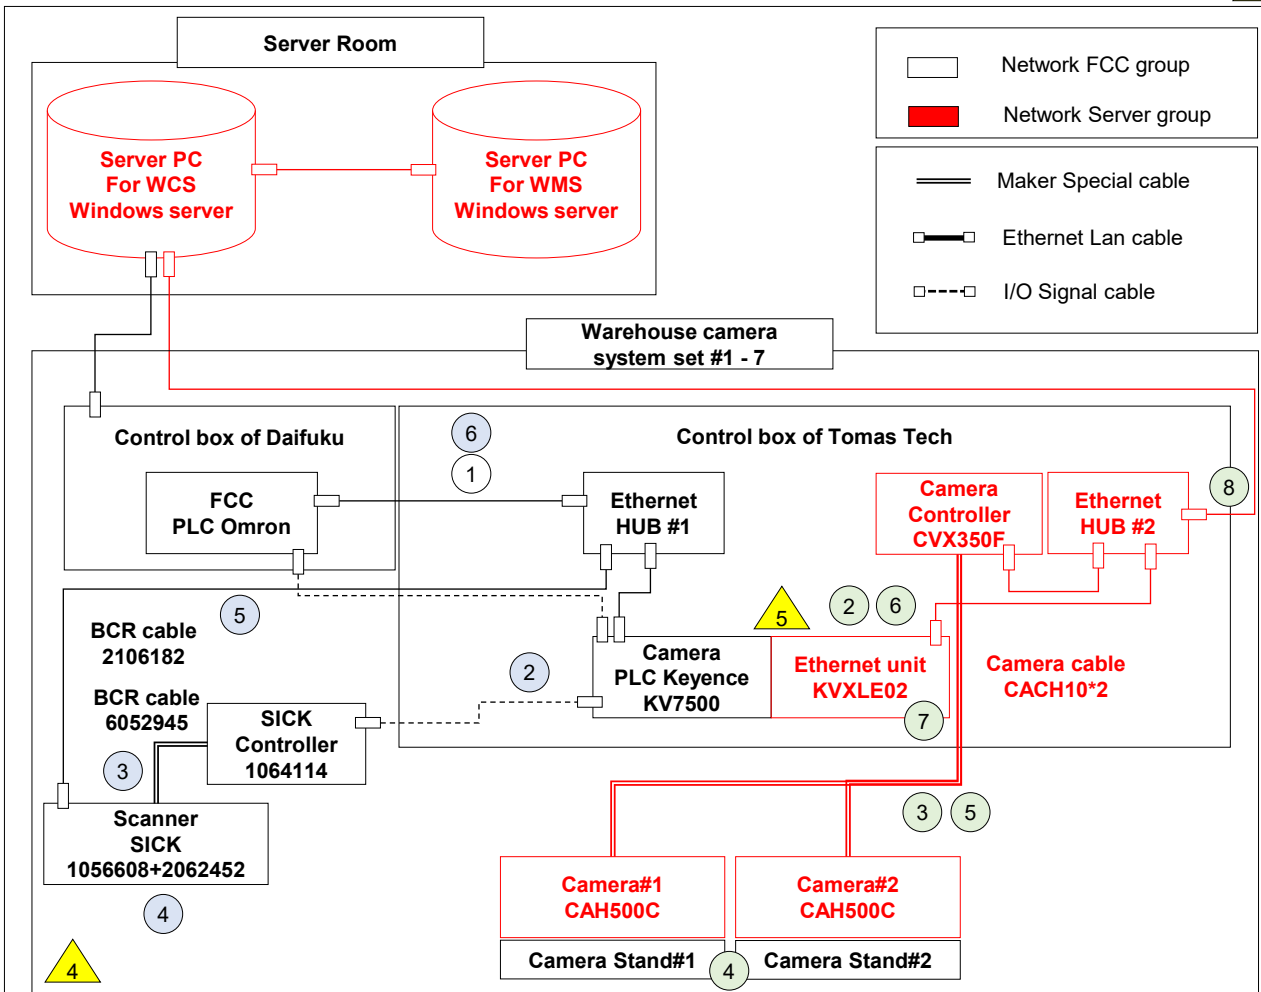 Server Room
Network FCC group
Network Server group
Server PC
For WCS
Windows server
Server PC
For WMS
Windows server
Maker Special cable
Ethernet Lan cable
I/O Signal cable
Warehouse camera
system set #1 - 7
Control box of Daifuku
6
1
Control box of Tomas Tech
FCC
PLC Omron
Ethernet
HUB #1
Camera
Controller
CVX350F
Ethernet
HUB #2
8
5
BCR cable
2106182
5
2
6
Camera
PLC Keyence
KV7500
Ethernet unit
KVXLE02
7
Camera cable
CACH10*2
2
BCR cable
6052945
3
SICK
Controller
1064114
Scanner
SICK
1056608+2062452
4
3
5
Camera#1
CAH500C
Camera#2
CAH500C
Camera Stand#1
4
Camera Stand#2
4